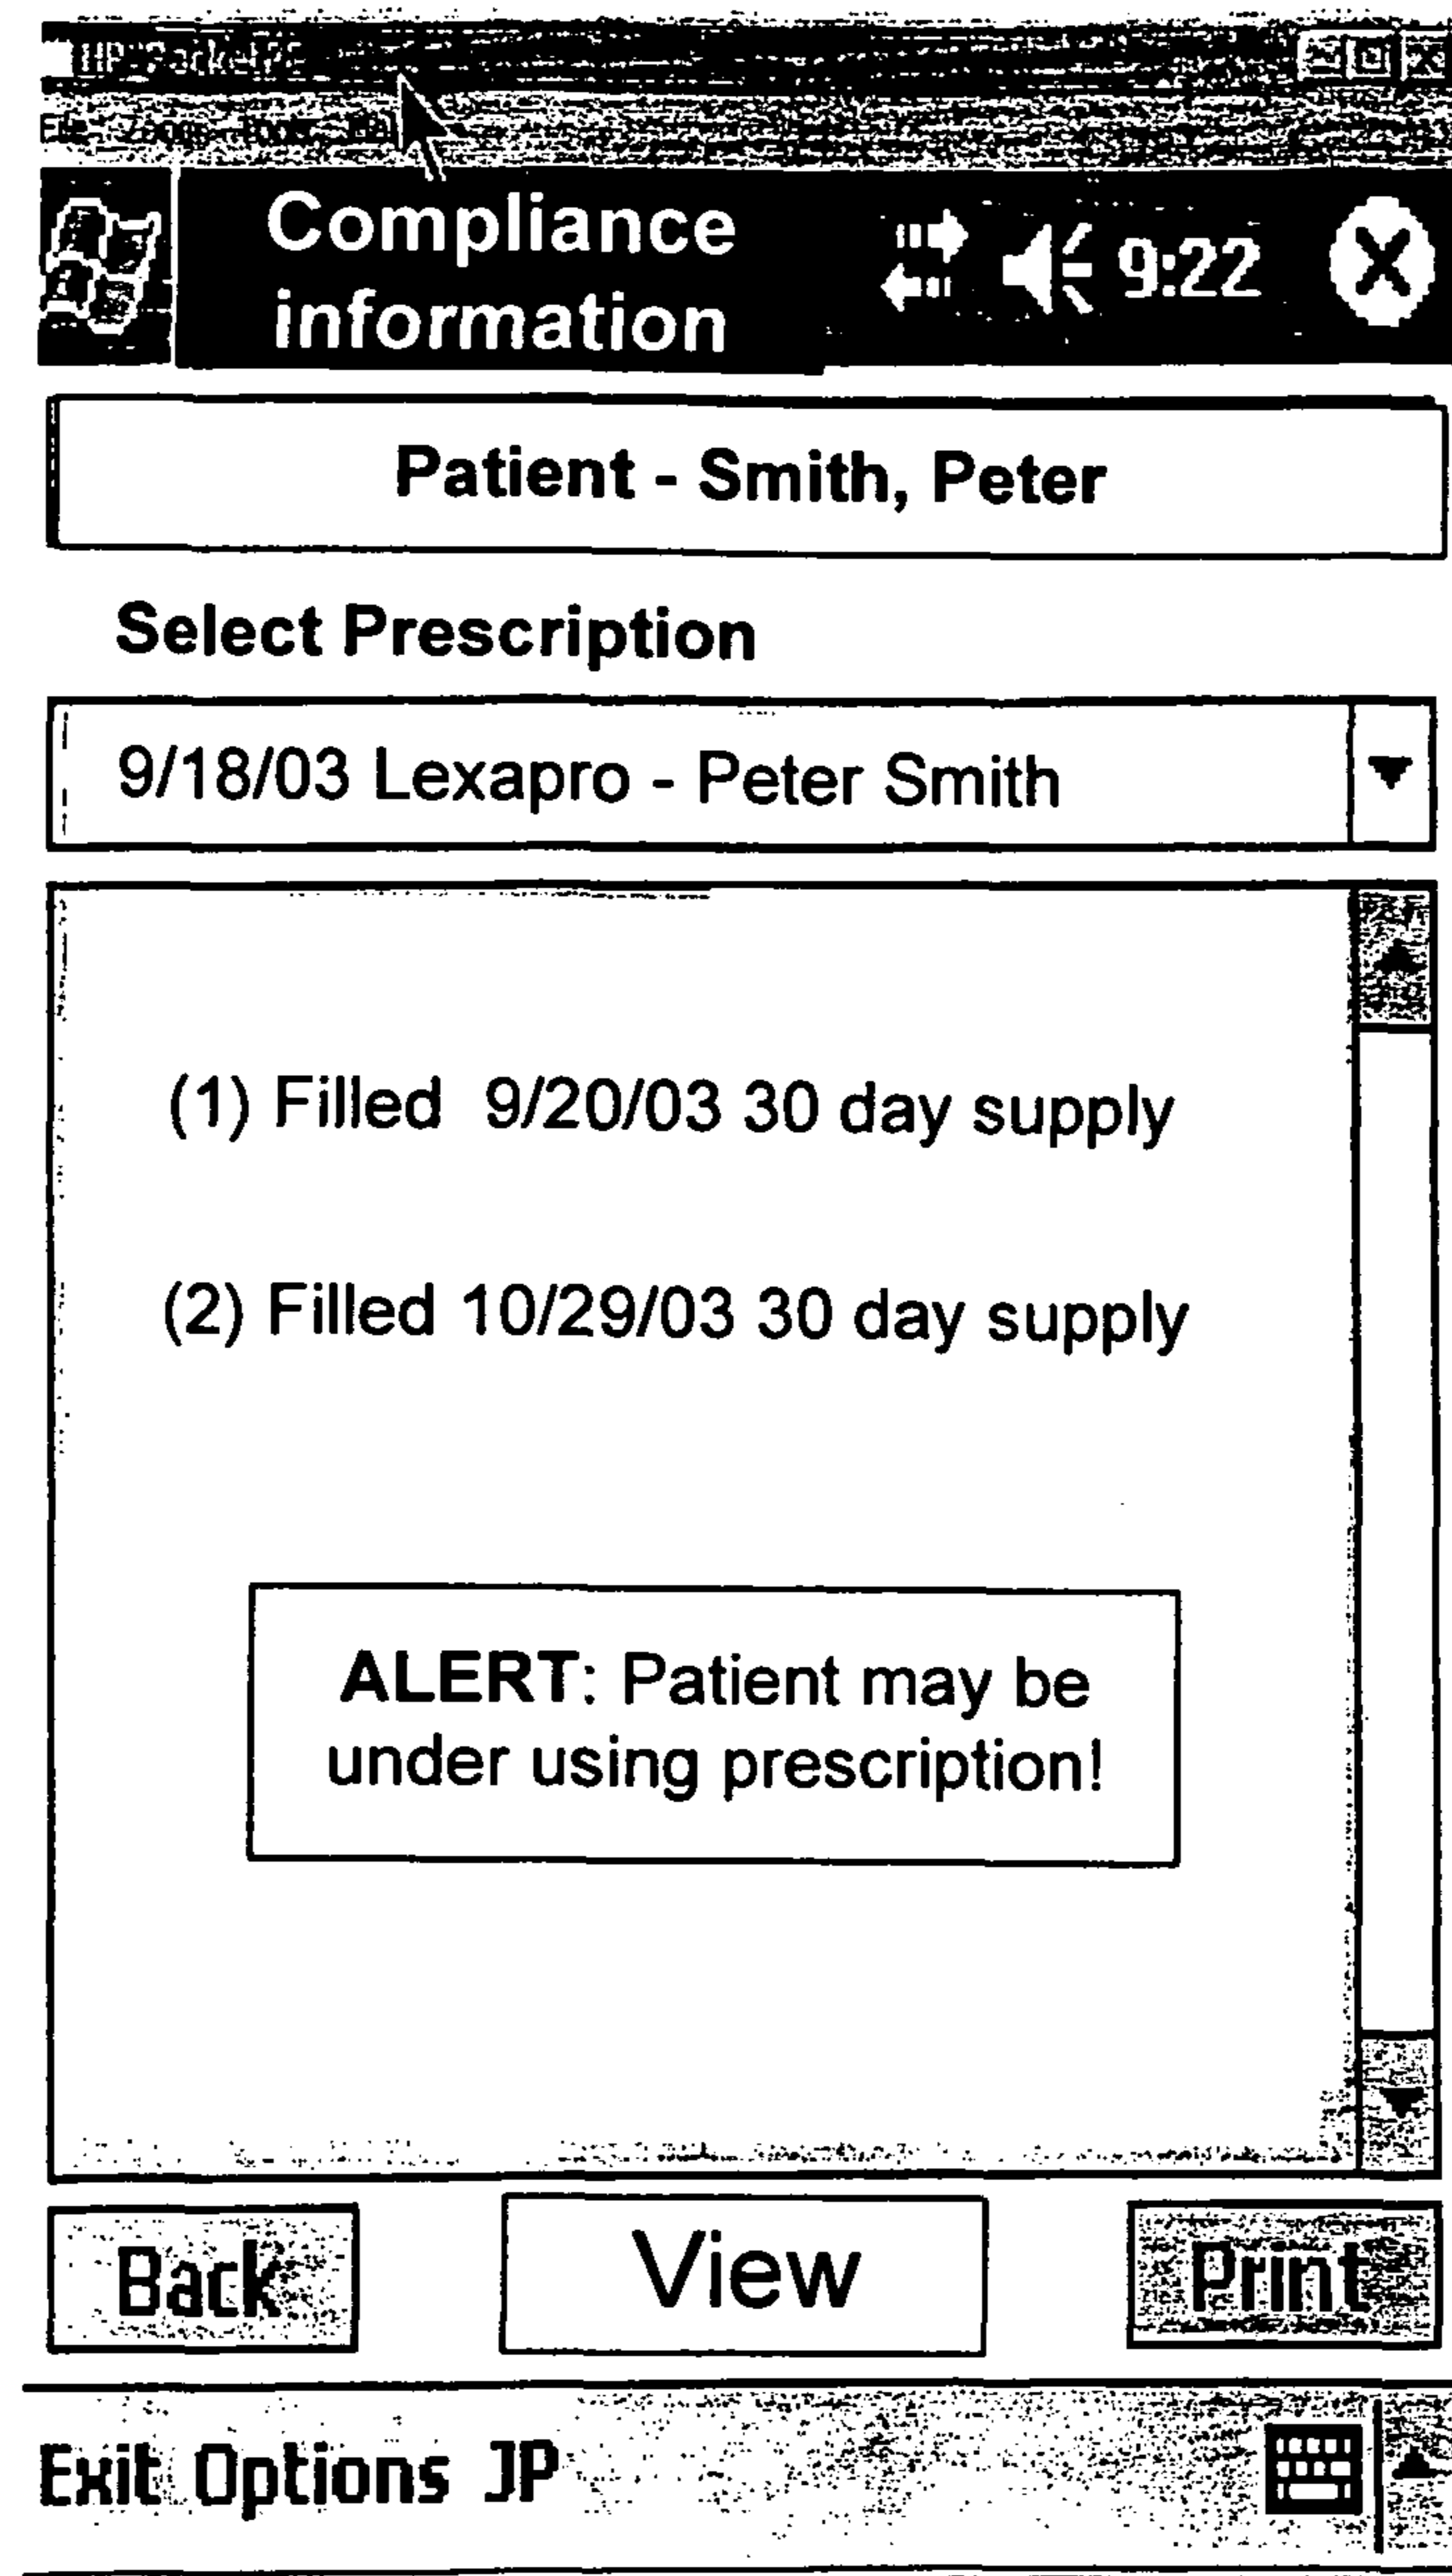 Compliance
information
9:22
Patient - Smith, Peter
Select Prescription
9/18/03 Lexapro - Peter Smith
(1) Filled 9/20/03 30 day supply
(2) Filled 10/29/03 30 day supply
ALERT: Patient may be
under using prescription!
Back View Print
Exit Options JP